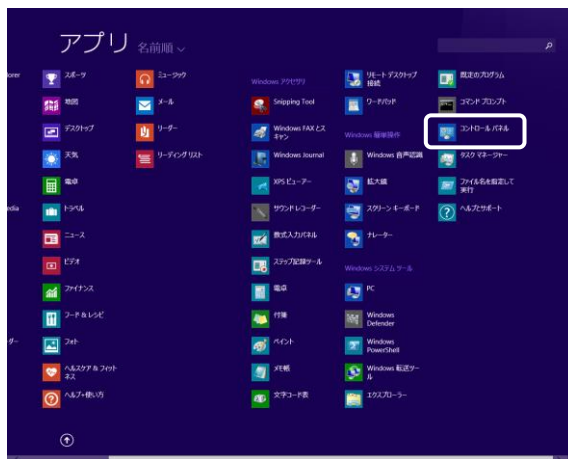 アプリ 名前順
lorer
edia
ダー
スポーツ
地図
デスクトップ
天気
電卓
トラベル
ニュース
ビデオ
ファイナンス
フード & レシピ
フォト
ヘルスケア & フィット
ネス
ヘルプ+使い方
ミュージック
メール
リーダー
リーディング リスト
Windows アクセサリ
Snipping Tool
Windows FAX とス
キャン
Windows Journal
XPS ビューアー
サウンド レコーダー
数式入力パネル
ステップ記録ツール
電卓
付箋
ペイント
メモ帳
文字コード表
リモート デスクトップ
接続
ワードパッド
Windows 簡単操作
Windows 音声認識
拡大鏡
スクリーン キーボード
ナレーター
Windows システム ツール
PC
Windows
Defender
Windows
PowerShell
Windows 転送ツー
ル
エクスプローラー
既定のプログラム
コマンド プロンプト
コントロール パネル
タスク マネージャー
ファイル名を指定して
実行
ヘルプとサポート